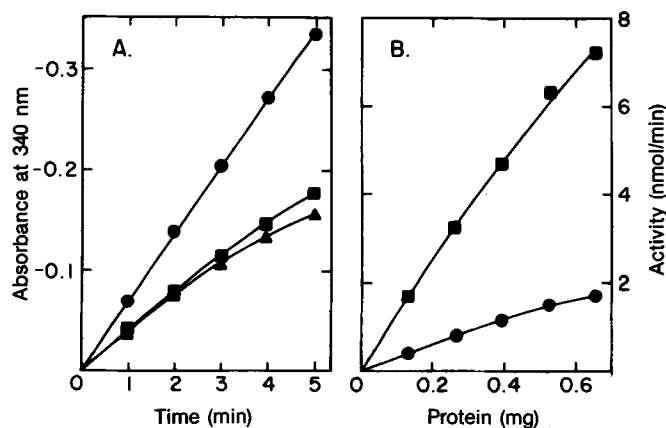 A.
Absorbance at 340 nm
-0.3
-0.2
-0.1
0 1 2 3 4 5
Time (min)
B.
8
6
4
2
Activity (nmol/min)
0 0.2 0.4 0.6
Protein (mg)